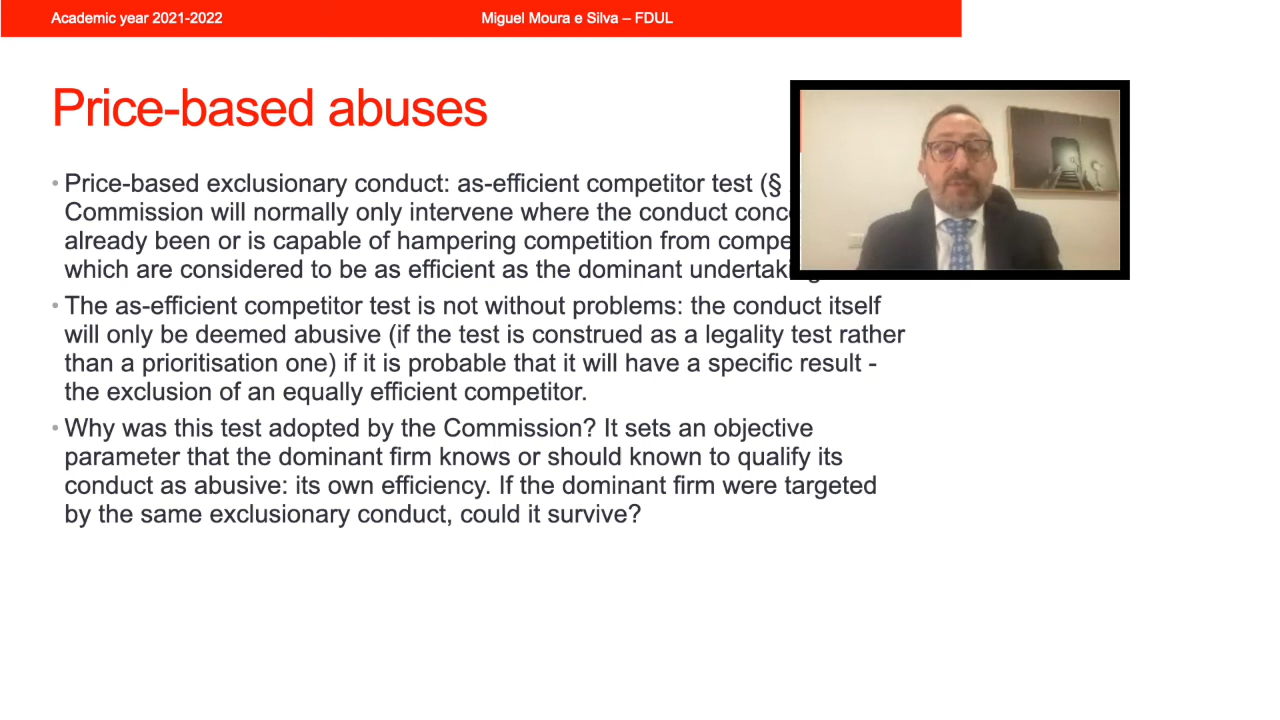 Academic year 2021-2022
Miguel Moura e Silva – FDUL
Price-based abuses
• Price-based exclusionary conduct: as-efficient competitor test (§
Commission will normally only intervene where the conduct
already been or is capable of hampering competition from
which are considered to be as efficient as the dominant
• The as-efficient competitor test is not without problems: the conduct itself
will only be deemed abusive (if the test is construed as a legality test rather
than a prioritisation one) if it is probable that it will have a specific result -
the exclusion of an equally efficient competitor.
• Why was this test adopted by the Commission? It sets an objective
parameter that the dominant firm knows or should known to qualify its
conduct as abusive: its own efficiency. If the dominant firm were targeted
by the same exclusionary conduct, could it survive?